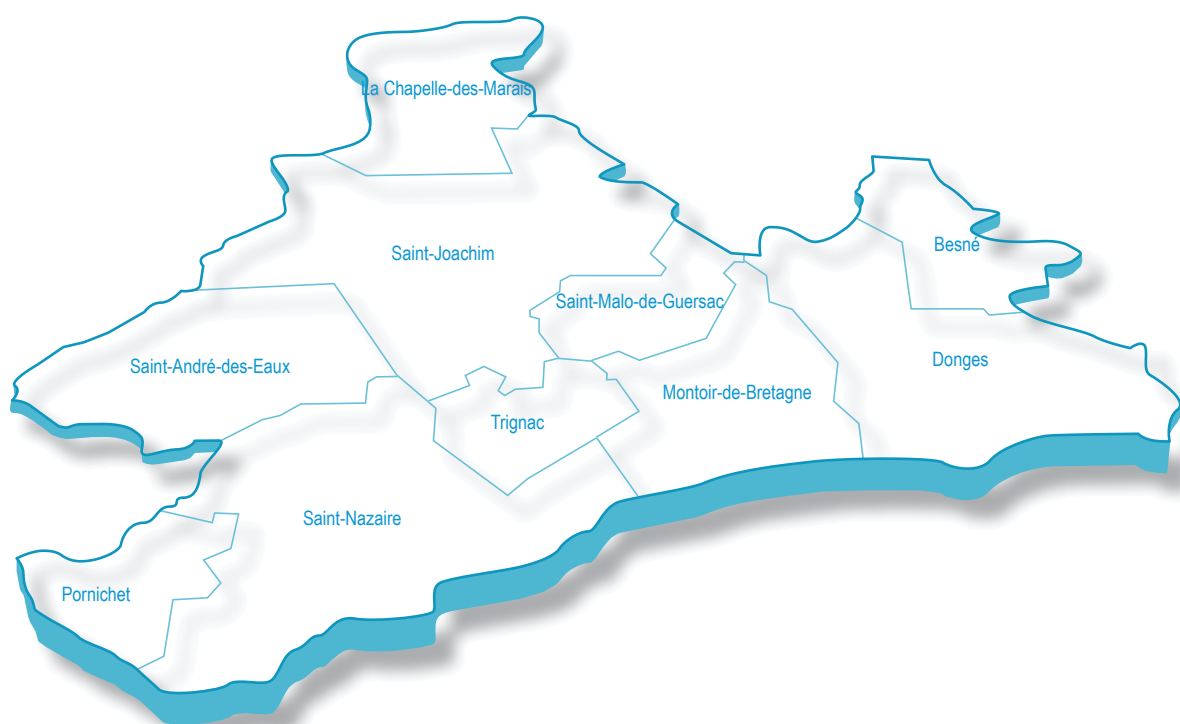 La Chapelle-des-Marais
Besné
Saint-Joachim
Saint-Malo-de-Guersac
Donges
Saint-André-des-Eaux
Montoir-de-Bretagne
Trignac
Saint-Nazaire
Pornichet